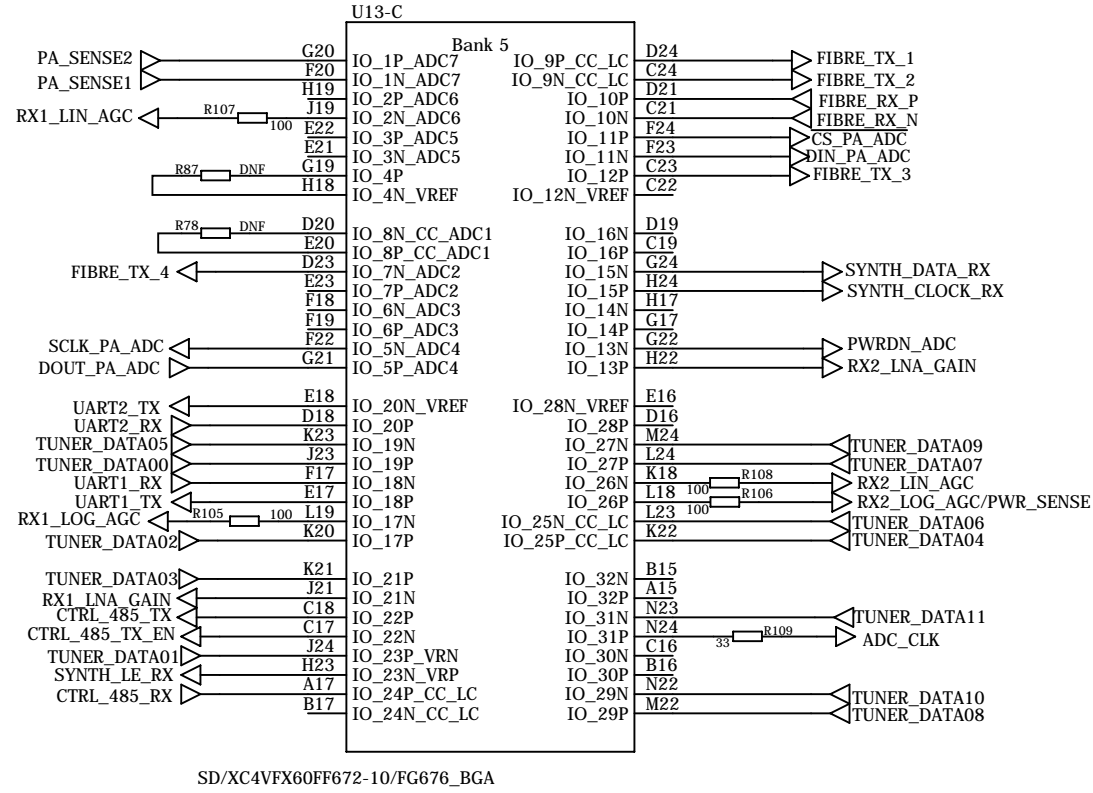 U13-C
Bank 5
PA_SENSE2 G20 IO_1P_ADC7
PA_SENSE1 F20 IO_1N_ADC7
H19 IO_2P_ADC6
RX1_LIN_AGC R107 100 J19 IO_2N_ADC6
E22 IO_3P_ADC5
E21 IO_3N_ADC5
R87 DNF G19 IO_4P
H18 IO_4N_VREF
R78 DNF D20 IO_8N_CC_ADC1
E20 IO_8P_CC_ADC1
FIBRE_TX_4 D23 IO_7N_ADC2
E23 IO_7P_ADC2
F18 IO_6N_ADC3
F19 IO_6P_ADC3
SCLK_PA_ADC F22 IO_5N_ADC4
DOUT_PA_ADC G21 IO_5P_ADC4
UART2_TX E18 IO_20N_VREF
UART2_RX D18 IO_20P
TUNER_DATA05 K23 IO_19N
TUNER_DATA00 J23 IO_19P
UART1_RX F17 IO_18N
UART1_TX E17 IO_18P
RX1_LOG_AGC R105 100 L19 IO_17N
TUNER_DATA02 K20 IO_17P
TUNER_DATA03 K21 IO_21P
RX1_LNA_GAIN J21 IO_21N
CTRL_485_TX C18 IO_22P
CTRL_485_TX_EN C17 IO_22N
TUNER_DATA01 J24 IO_23P_VRN
SYNTH_LE_RX H23 IO_23N_VRP
CTRL_485_RX A17 IO_24P_CC_LC
B17 IO_24N_CC_LC
IO_9P_CC_LC D24 FIBRE_TX_1
IO_9N_CC_LC C24 FIBRE_TX_2
IO_10P D21 FIBRE_RX_P
IO_10N C21 FIBRE_RX_N
IO_11P F24 CS_PA_ADC
IO_11N F23 DIN_PA_ADC
IO_12P C23 FIBRE_TX_3
IO_12N_VREF C22
IO_16N D19
IO_16P C19
IO_15N G24 SYNTH_DATA_RX
IO_15P H24 SYNTH_CLOCK_RX
IO_14N H17
IO_14P G17
IO_13N G22 PWRDN_ADC
IO_13P H22 RX2_LNA_GAIN
IO_28N_VREF E16
IO_28P D16
IO_27N M24 TUNER_DATA09
IO_27P L24 TUNER_DATA07
IO_26N K18 100 R108 RX2_LIN_AGC
IO_26P L18 100 R106 RX2_LOG_AGC/PWR_SENSE
IO_25N_CC_LC L23 TUNER_DATA06
IO_25P_CC_LC K22 TUNER_DATA04
IO_32N B15
IO_32P A15
IO_31N N23 TUNER_DATA11
IO_31P N24 33 R109 ADC_CLK
IO_30N C16
IO_30P B16
IO_29N N22 TUNER_DATA10
IO_29P M22 TUNER_DATA08
SD/XC4VFX60FF672-10/FG676_BGA